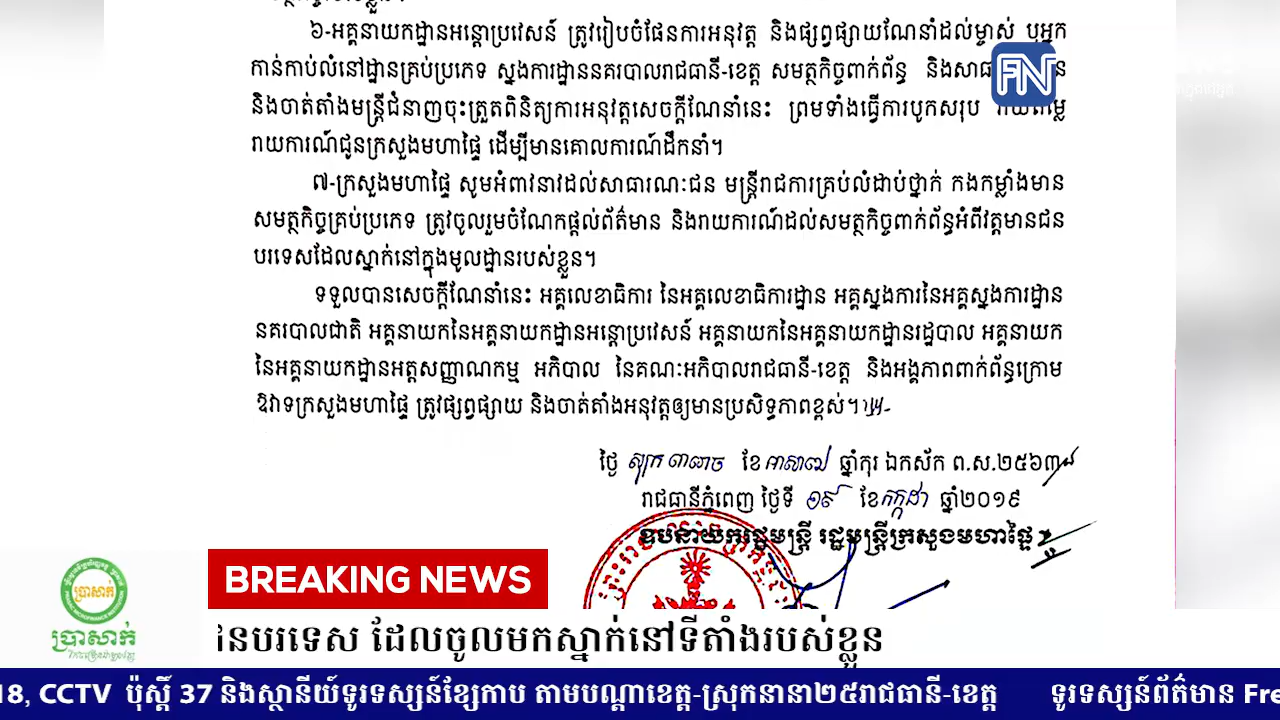 ៦-អគ្គនាយកដ្ឋានអន្តោប្រវេសន៍ ត្រូវរៀបចំផែនការអនុវត្ត និងផ្សព្វផ្សាយណែនាំដល់ម្ចាស់ ឬអ្នក
កាន់កាប់លំនៅដ្ឋានគ្រប់ប្រភេទ ស្នងការដ្ឋាននគរបាលរាជធានី-ខេត្ត សមត្ថកិច្ចពាក់ព័ន្ធ
និងចាត់តាំងមន្ត្រីជំនាញចុះត្រួតពិនិត្យការអនុវត្តសេចក្តីណែនាំនេះ ព្រមទាំងធ្វើការបូកសរុប
រាយការណ៍ជូនក្រសួងមហាផ្ទៃ ដើម្បីមានគោលការណ៍ដឹកនាំ។
៧-ក្រសួងមហាផ្ទៃ សូមអំពាវនាវដល់សាធារណៈជន មន្ត្រីរាជការគ្រប់លំដាប់ថ្នាក់ កងកម្លាំងមាន
សមត្ថកិច្ចគ្រប់ប្រភេទ ត្រូវចូលរួមចំណែកផ្តល់ព័ត៌មាន និងរាយការណ៍ដល់សមត្ថកិច្ចពាក់ព័ន្ធអំពីវត្តមានជន
បរទេសដែលស្នាក់នៅក្នុងមូលដ្ឋានរបស់ខ្លួន។
ទទួលបានសេចក្តីណែនាំនេះ អគ្គលេខាធិការ នៃអគ្គលេខាធិការដ្ឋាន អគ្គស្នងការនៃអគ្គស្នងការដ្ឋាន
នគរបាលជាតិ អគ្គនាយកនៃអគ្គនាយកដ្ឋានអន្តោប្រវេសន៍ អគ្គនាយកនៃអគ្គនាយកដ្ឋានរដ្ឋបាល អគ្គនាយក
នៃអគ្គនាយកដ្ឋានអត្តសញ្ញាណកម្ម អភិបាល នៃគណៈអភិបាលរាជធានី-ខេត្ត និងអង្គភាពពាក់ព័ន្ធក្រោម
ឱវាទក្រសួងមហាផ្ទៃ ត្រូវផ្សព្វផ្សាយ និងចាត់តាំងអនុវត្តឲ្យមានប្រសិទ្ធភាពខ្ពស់។
ថ្ងៃ សុក្រ ខែ អាសាឍ ឆ្នាំកុរ ឯកស័ក ព.ស.២៥៦៣
រាជធានីភ្នំពេញ ថ្ងៃទី ១៩ ខែកក្កដា ឆ្នាំ២០១៩
ឧបនាយករដ្ឋមន្ត្រី រដ្ឋមន្ត្រីក្រសួងមហាផ្ទៃ
FN
BREAKING NEWS
ប្រាសាក់
ប្រាសាក់
ជនបរទេស ដែលចូលមកស្នាក់នៅទីតាំងរបស់ខ្លួន
18, CCTV ប៉ុស្តិ៍ 37 និងស្ថានីយ៍ទូរទស្សន៍ខ្សែកាប តាមបណ្តាខេត្ត-ស្រុកនានា២៥រាជធានី-ខេត្ត ទូរទស្សន៍ព័ត៌មាន Fre